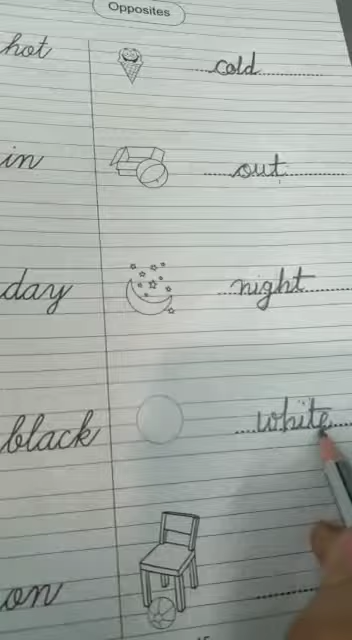 Opposites
hot cold
in out
day night
black white
on